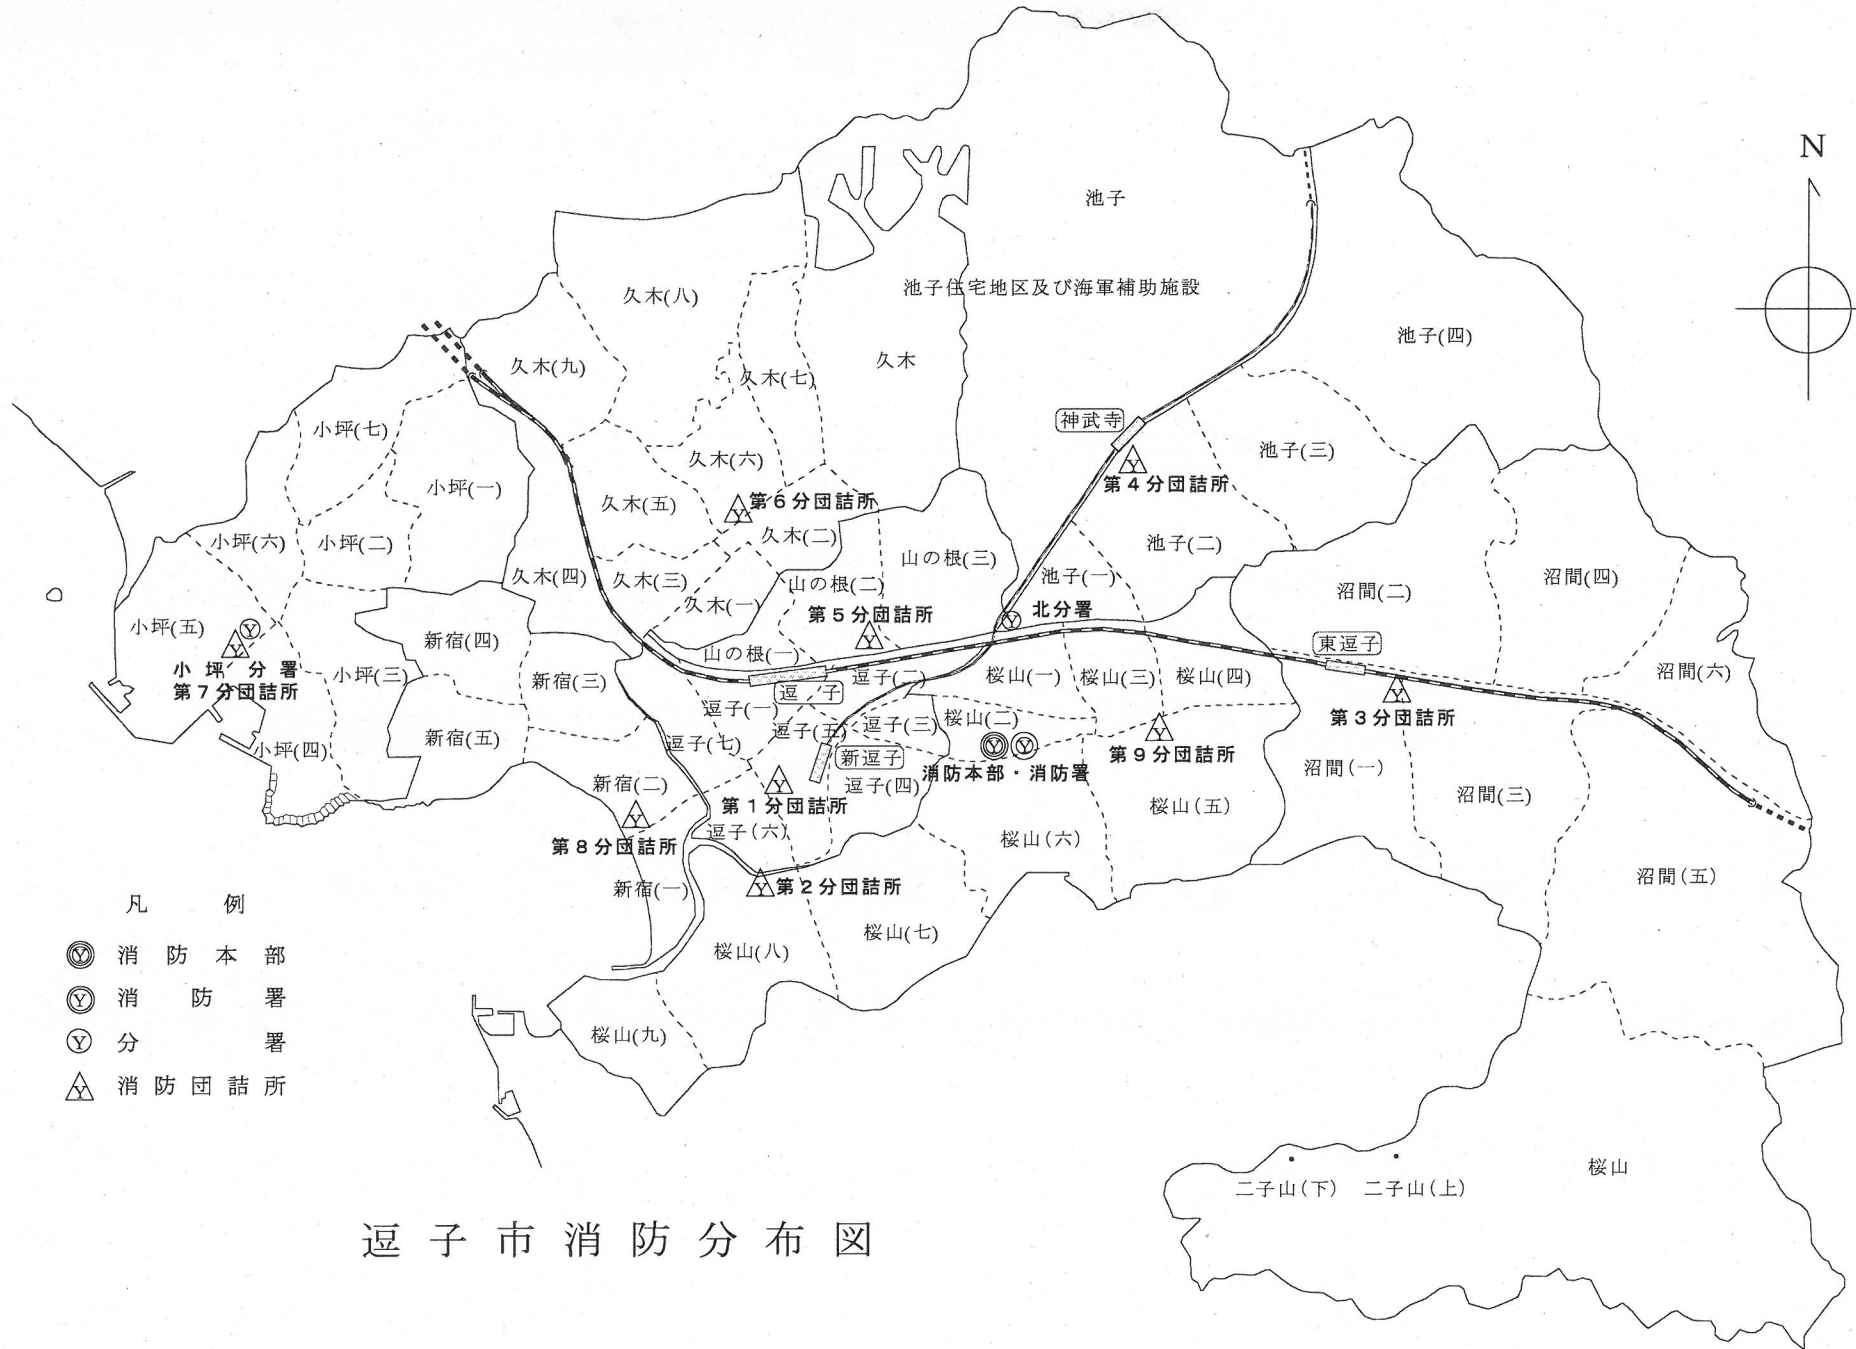 N
池子
池子住宅地区及び海軍補助施設
久木(八)
池子(四)
久木(九)
久木(七)
久木
神武寺
小坪(七)
池子(三)
久木(六)
小坪(一)
第4分団詰所
久木(五)
第6分団詰所
久木(二)
小坪(六)
小坪(二)
池子(二)
山の根(三)
久木(四)
久木(三)
山の根(二)
池子(一)
沼間(二)
沼間(四)
久木(一)
第5分団詰所
北分署
小坪(五)
新宿(四)
東逗子
小坪分署
第7分団詰所
小坪(三)
新宿(三)
山の根(一)
逗子
逗子(二)
桜山(一)
桜山(三)
桜山(四)
沼間(六)
逗子(一)
逗子(五)
逗子(三)
桜山(二)
第3分団詰所
小坪(四)
新宿(五)
逗子(七)
新逗子
消防本部・消防署
第9分団詰所
沼間(一)
新宿(二)
第1分団詰所
逗子(四)
沼間(三)
桜山(五)
逗子(六)
桜山(六)
第8分団詰所
新宿(一)
第2分団詰所
沼間(五)
桜山(七)
桜山(八)
桜山(九)
凡例
Y 消防本部
Y 消防署
Y 分署
Y 消防団詰所
桜山
二子山(下) 二子山(上)
逗子市消防分布図